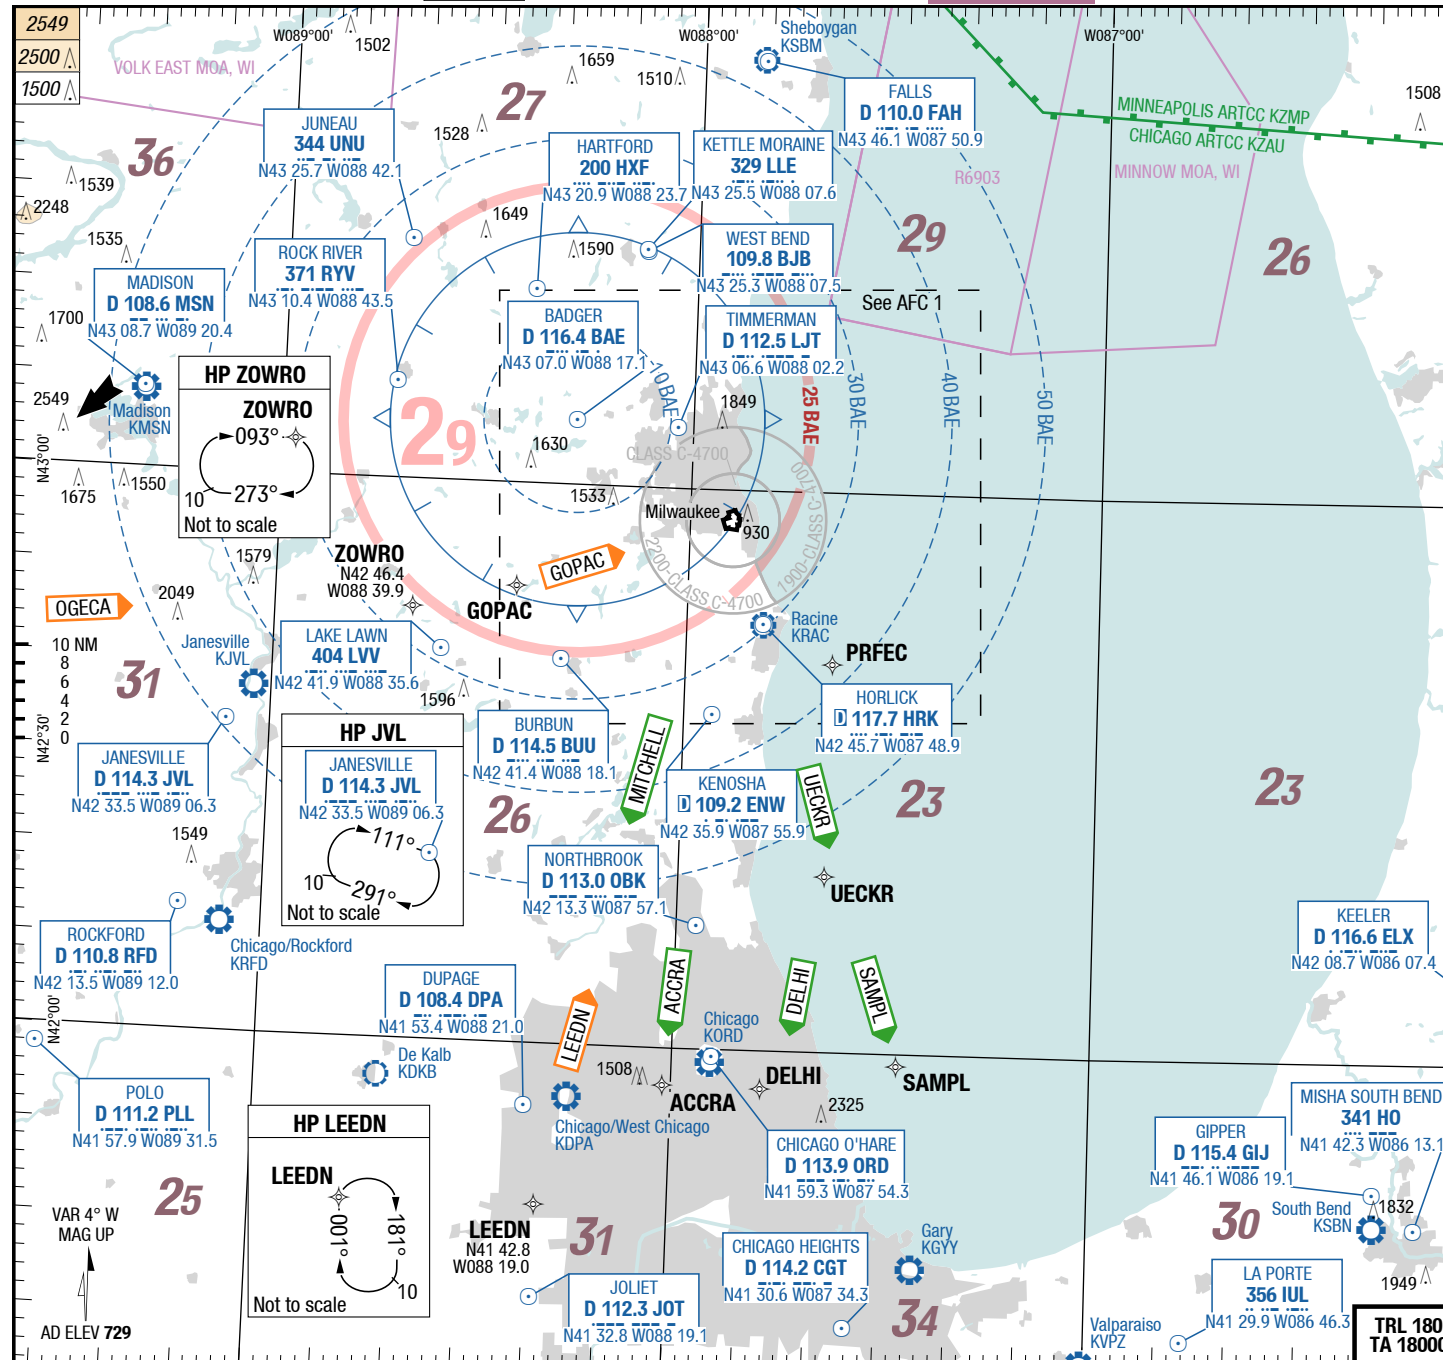 2549
2500
1500
W089°00'
1502
VOLK EAST MOA, WI
1659
1510
W088°00'
Sheboygan
KSBM
W087°00'
1508
27
FALLS
D 110.0 FAH
N43 46.1 W087 50.9
MINNEAPOLIS ARTCC KZMP
CHICAGO ARTCC KZAU
MINNOW MOA, WI
R6903
36
JUNEAU
344 UNU
N43 25.7 W088 42.1
1528
HARTFORD
200 HXF
N43 20.9 W088 23.7
KETTLE MORAINE
329 LLE
N43 25.5 W088 07.6
1539
2248
1535
1649
1590
29
26
ROCK RIVER
371 RYV
N43 10.4 W088 43.5
WEST BEND
109.8 BJB
N43 25.3 W088 07.5
See AFC 1
MADISON
D 108.6 MSN
N43 08.7 W089 20.4
1700
BADGER
D 116.4 BAE
N43 07.0 W088 17.1
TIMMERMAN
D 112.5 LJT
N43 06.6 W088 02.2
10 BAE
25 BAE
30 BAE
40 BAE
50 BAE
HP ZOWRO
ZOWRO
093°
273°
10
Not to scale
2549
Madison
KMSN
N43°00'
1675
1550
29
1849
1630
CLASS C-4700
1533
Milwaukee
930
1900-CLASS C-4700
2200-CLASS C-4700
1579
ZOWRO
N42 46.4
W088 39.9
GOPAC
GOPAC
OGECA
2049
10 NM
8
6
4
2
0
N42°30'
31
Janesville
KJVL
LAKE LAWN
404 LVV
N42 41.9 W088 35.6
1596
Racine
KRAC
PRFEC
HORLICK
D 117.7 HRK
N42 45.7 W087 48.9
HP JVL
JANESVILLE
D 114.3 JVL
N42 33.5 W089 06.3
111°
291°
10
Not to scale
JANESVILLE
D 114.3 JVL
N42 33.5 W089 06.3
BURBUN
D 114.5 BUU
N42 41.4 W088 18.1
MITCHELL
KENOSHA
D 109.2 ENW
N42 35.9 W087 55.9
UECKR
23
23
26
1549
NORTHBROOK
D 113.0 OBK
N42 13.3 W087 57.1
UECKR
ROCKFORD
D 110.8 RFD
N42 13.5 W089 12.0
Chicago/Rockford
KRFD
KEELER
D 116.6 ELX
N42 08.7 W086 07.4
DUPAGE
D 108.4 DPA
N41 53.4 W088 21.0
ACCRA
DELHI
SAMPL
LEEDN
N42°00'
Chicago
KORD
De Kalb
KDKB
1508
ACCRA
DELHI
SAMPL
2325
POLO
D 111.2 PLL
N41 57.9 W089 31.5
Chicago/West Chicago
KDPA
CHICAGO O'HARE
D 113.9 ORD
N41 59.3 W087 54.3
MISHA SOUTH BEND
341 HO
N41 42.3 W086 13.1
GIPPER
D 115.4 GIJ
N41 46.1 W086 19.1
HP LEEDN
LEEDN
001°
181°
10
Not to scale
25
VAR 4° W
MAG UP
LEEDN
N41 42.8
W088 19.0
31
Gary
KGYY
30
South Bend
KSBN
1832
CHICAGO HEIGHTS
D 114.2 CGT
N41 30.6 W087 34.3
LA PORTE
356 IUL
N41 29.9 W086 46.3
1949
JOLIET
D 112.3 JOT
N41 32.8 W088 19.1
34
AD ELEV 729
Valparaiso
KVPZ
TRL 180
TA 18000